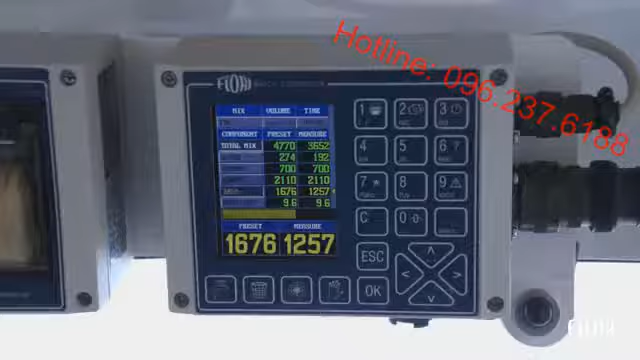 Hotline: 096.237.6188
FIORI BATCH CONTROLLER
MIX VOLUME TIME
COMPONENT PRESET MEASURE
TOTAL MIX 4770 3652
274 192
700 700
2110 2110
1676 1257
9.6 9.6
PRESET MEASURE
1676 1257
1 2 3
4 5 6
7 8 9
C 0
ESC
OK
FIORI